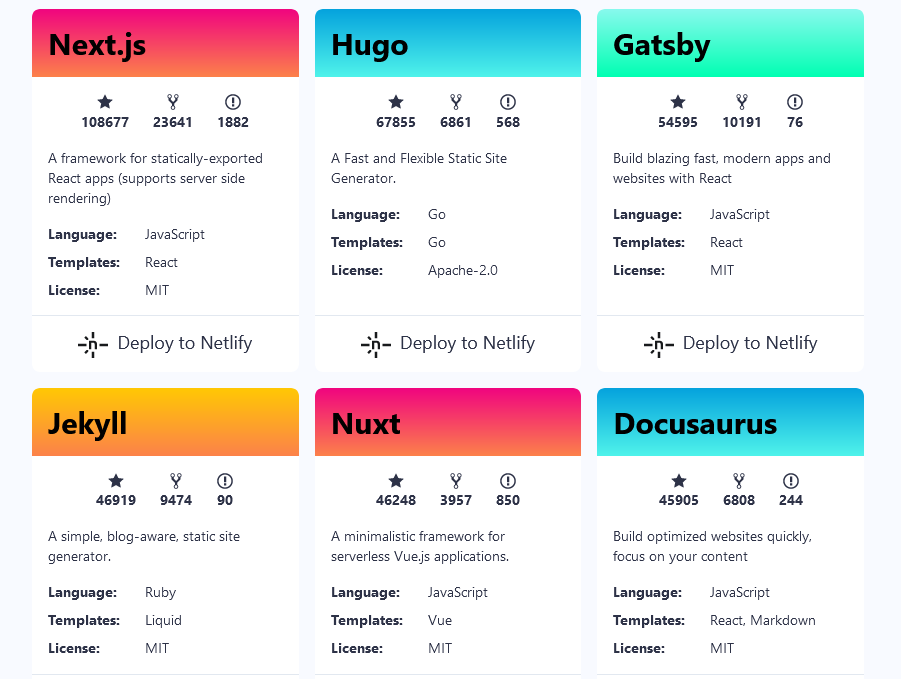 Next.js
108677 23641 1882
A framework for statically-exported
React apps (supports server side
rendering)
Language: JavaScript
Templates: React
License: MIT
Deploy to Netlify
Hugo
67855 6861 568
A Fast and Flexible Static Site
Generator.
Language: Go
Templates: Go
License: Apache-2.0
Deploy to Netlify
Gatsby
54595 10191 76
Build blazing fast, modern apps and
websites with React
Language: JavaScript
Templates: React
License: MIT
Deploy to Netlify
Jekyll
46919 9474 90
A simple, blog-aware, static site
generator.
Language: Ruby
Templates: Liquid
License: MIT
Nuxt
46248 3957 850
A minimalistic framework for
serverless Vue.js applications.
Language: JavaScript
Templates: Vue
License: MIT
Docusaurus
45905 6808 244
Build optimized websites quickly,
focus on your content
Language: JavaScript
Templates: React, Markdown
License: MIT